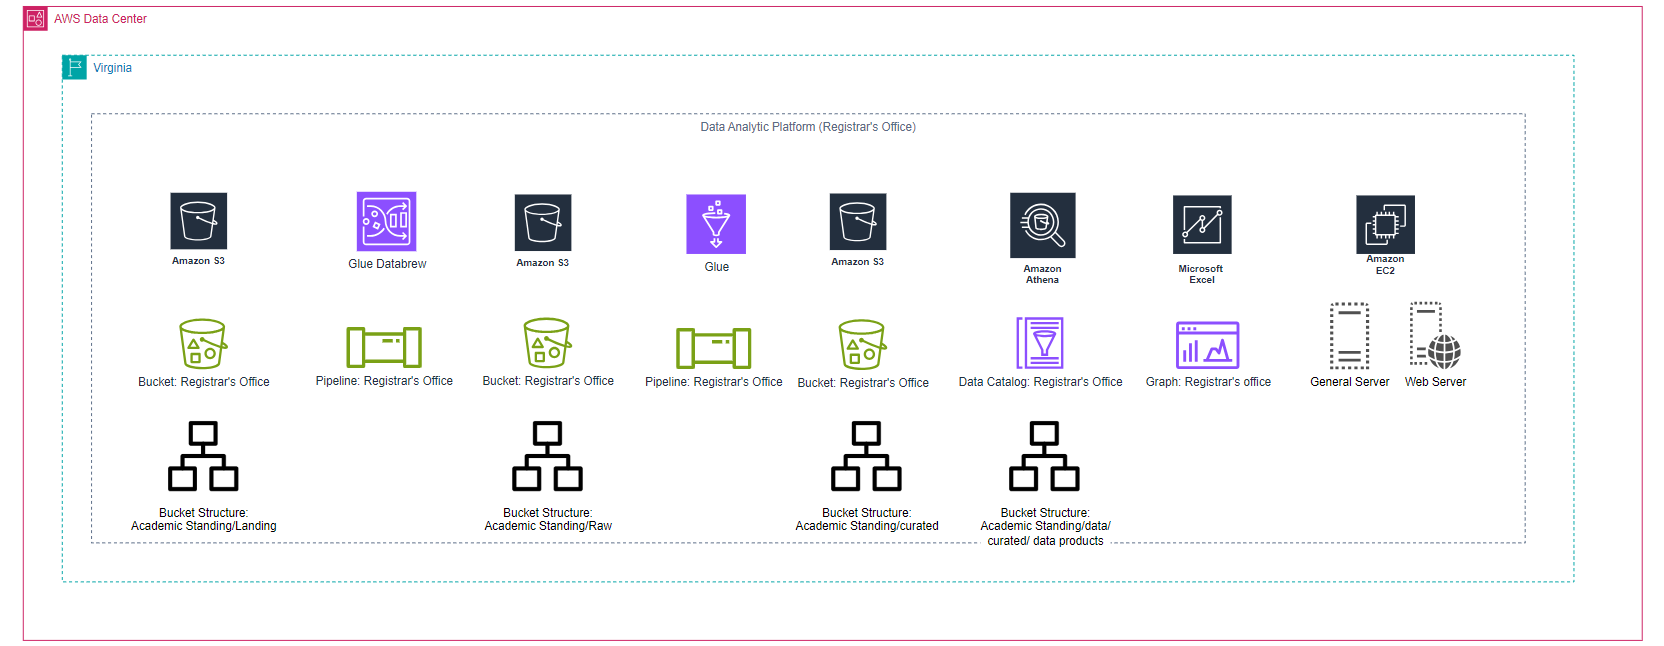 AWS Data Center
Virginia
Data Analytic Platform (Registrar's Office)
Amazon S3
Glue Databrew
Amazon S3
Glue
Amazon S3
Amazon
Athena
Microsoft
Excel
Amazon
EC2
Bucket: Registrar's Office
Pipeline: Registrar's Office
Bucket: Registrar's Office
Pipeline: Registrar's Office
Bucket: Registrar's Office
Data Catalog: Registrar's Office
Graph: Registrar's office
General Server
Web Server
Bucket Structure:
Academic Standing/Landing
Bucket Structure:
Academic Standing/Raw
Bucket Structure:
Academic Standing/curated
Bucket Structure:
Academic Standing/data/
curated/ data products